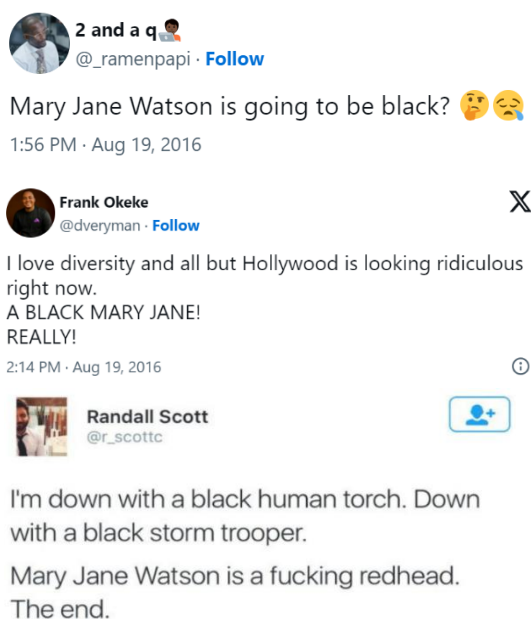 2 and a q👨🏿‍💻
@_ramenpapi · Follow
Mary Jane Watson is going to be black? 🤔😪
1:56 PM · Aug 19, 2016
Frank Okeke
@dveryman · Follow
I love diversity and all but Hollywood is looking ridiculous
right now.
A BLACK MARY JANE!
REALLY!
2:14 PM · Aug 19, 2016
Randall Scott
@r_scottc
I'm down with a black human torch. Down
with a black storm trooper.
Mary Jane Watson is a fucking redhead.
The end.